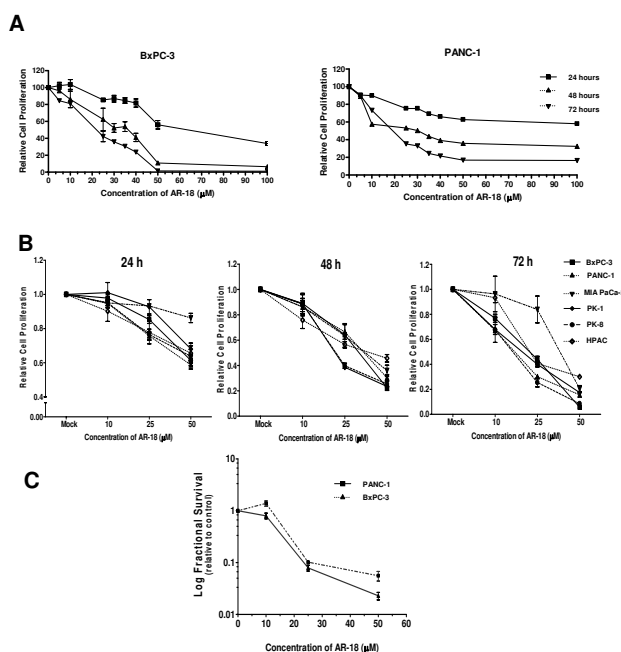 A
BxPC-3
PANC-1
Relative Cell Proliferation
120
100
80
60
40
20
0
0 10 20 30 40 50 60 70 80 90 100
Concentration of AR-18 (μM)
Relative Cell Proliferation
120
100
80
60
40
20
0
0 10 20 30 40 50 60 70 80 90 100
Concentration of AR-18 (μM)
24 hours
48 hours
72 hours
B
24 h
Relative Cell Proliferation
1.2
1.0
0.8
0.6
0.4
0.00
Mock 10 25 50
Concentration of AR-18 (μM)
48 h
Relative Cell Proliferation
1.2
1.0
0.8
0.6
0.4
0.2
0.0
Mock 10 25 50
Concentration of AR-18 (μM)
72 h
Relative Cell Proliferation
1.2
1.0
0.8
0.6
0.4
0.2
0.0
Mock 10 25 50
Concentration of AR-18 (μM)
BxPC-3
PANC-1
MIA PaCa-
PK-1
PK-8
HPAC
C
Log Fractional Survival
(relative to control)
10
1
0.1
0.01
0 10 20 30 40 50 60
Concentration of AR-18 (μM)
PANC-1
BxPC-3